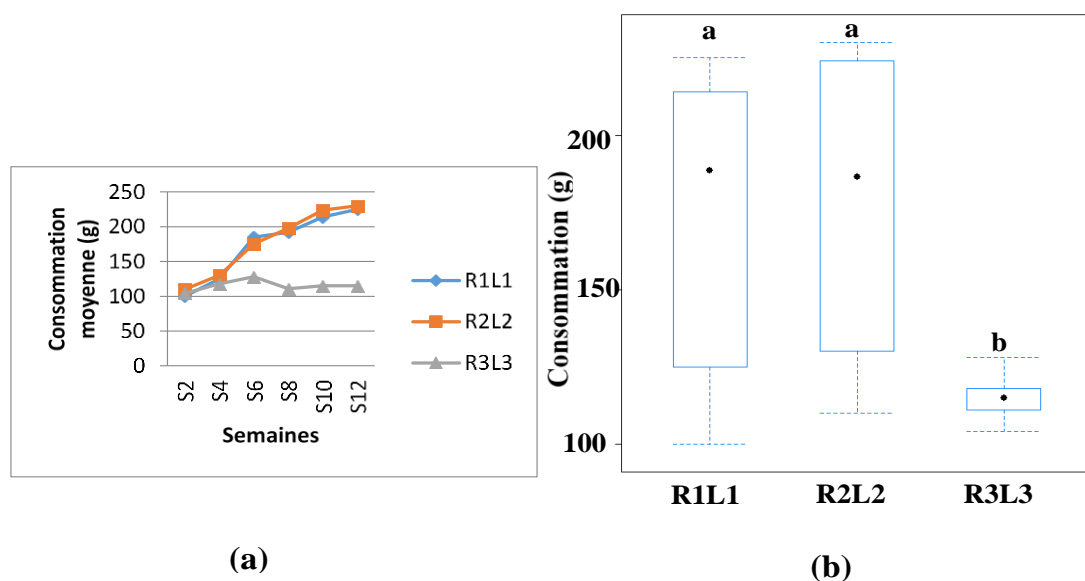 Consommation
moyenne (g)
250
200
150
100
50
0
S2
S4
S6
S8
S10
S12
Semaines
R1L1
R2L2
R3L3
(a)
Consommation (g)
200
150
100
a
a
b
R1L1
R2L2
R3L3
(b)